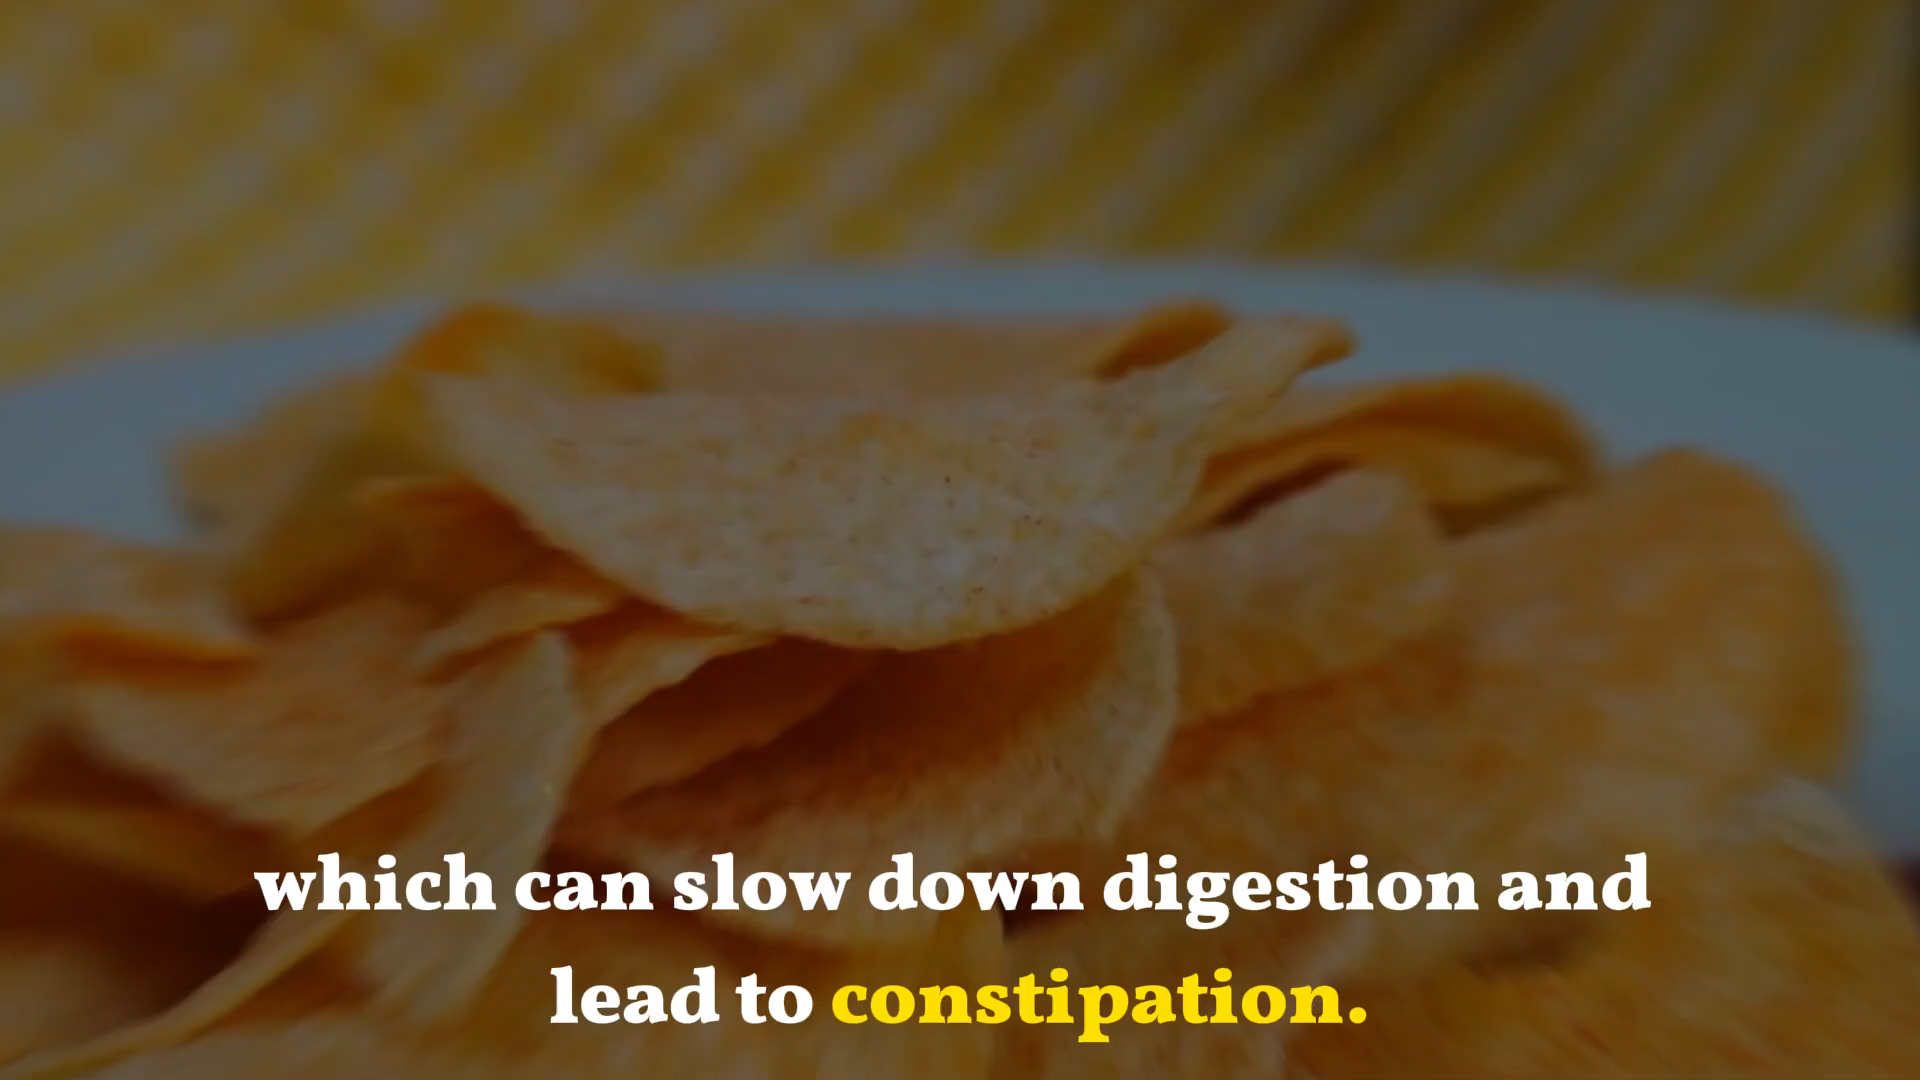 which can slow down digestion and
lead to constipation.